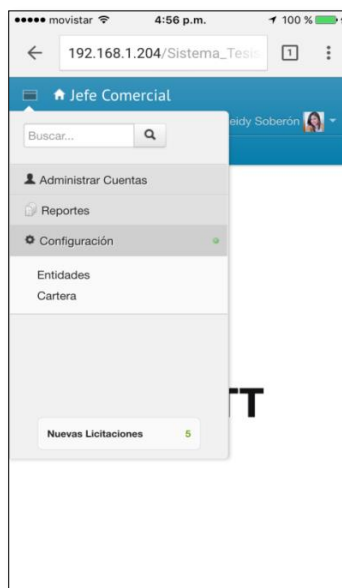 movistar 4:56 p.m. 100 %
192.168.1.204/Sistema_Tesis 1
Jefe Comercial
eidy Soberón
Buscar...
Administrar Cuentas
Reportes
Configuración
Entidades
Cartera
TT
Nuevas Licitaciones 5